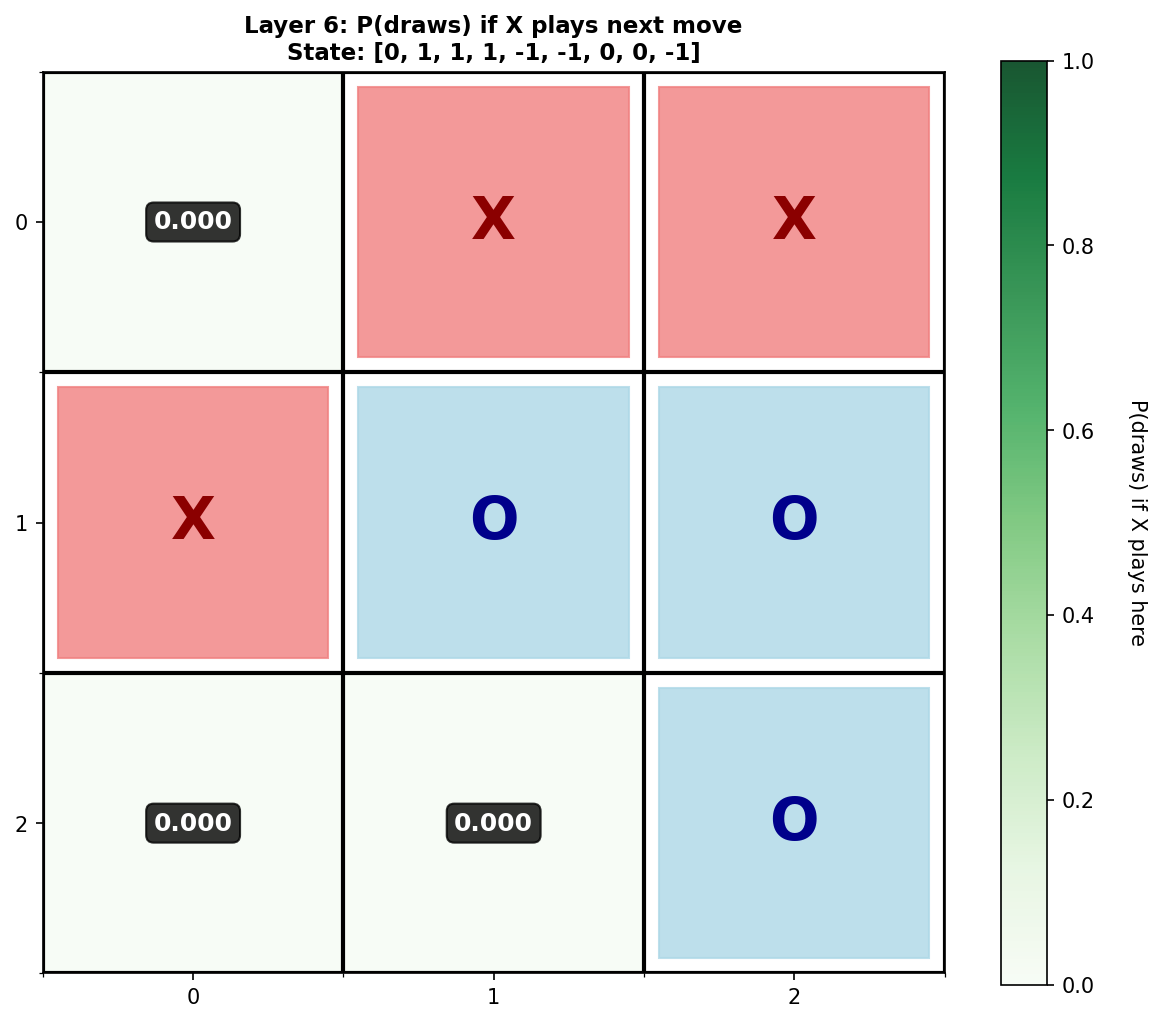 Layer 6: P(draws) if X plays next move
State: [0, 1, 1, 1, -1, -1, 0, 0, -1]
0
0.000
X
X
1
X
O
O
2
0.000
0.000
O
0
1
2
1.0
0.8
0.6
0.4
0.2
0.0
P(draws) if X plays here